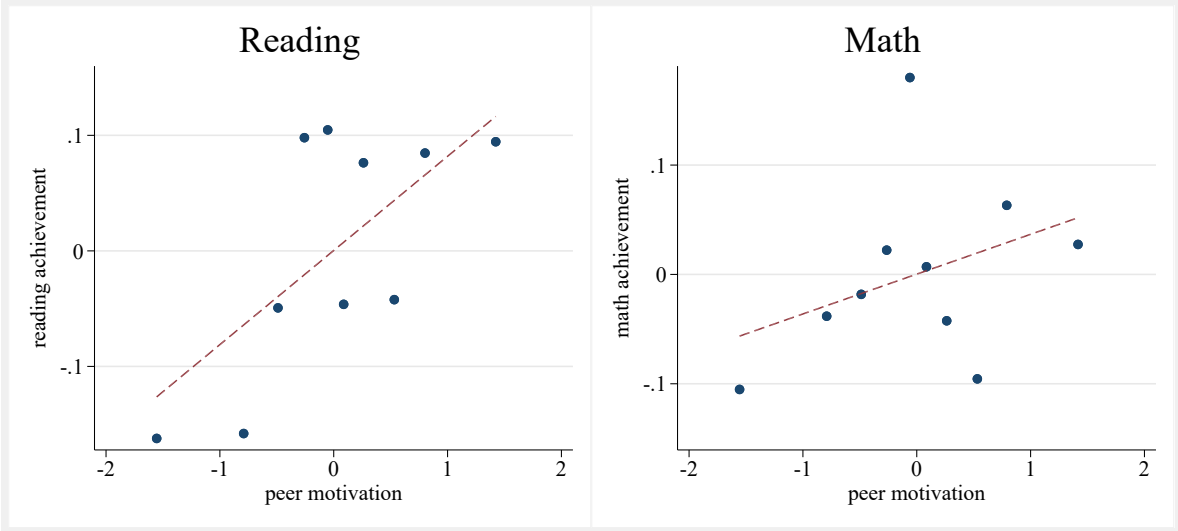 Reading
reading achievement
.1
0
-.1
-2 -1 0 1 2
peer motivation
Math
math achievement
.1
0
-.1
-2 -1 0 1 2
peer motivation